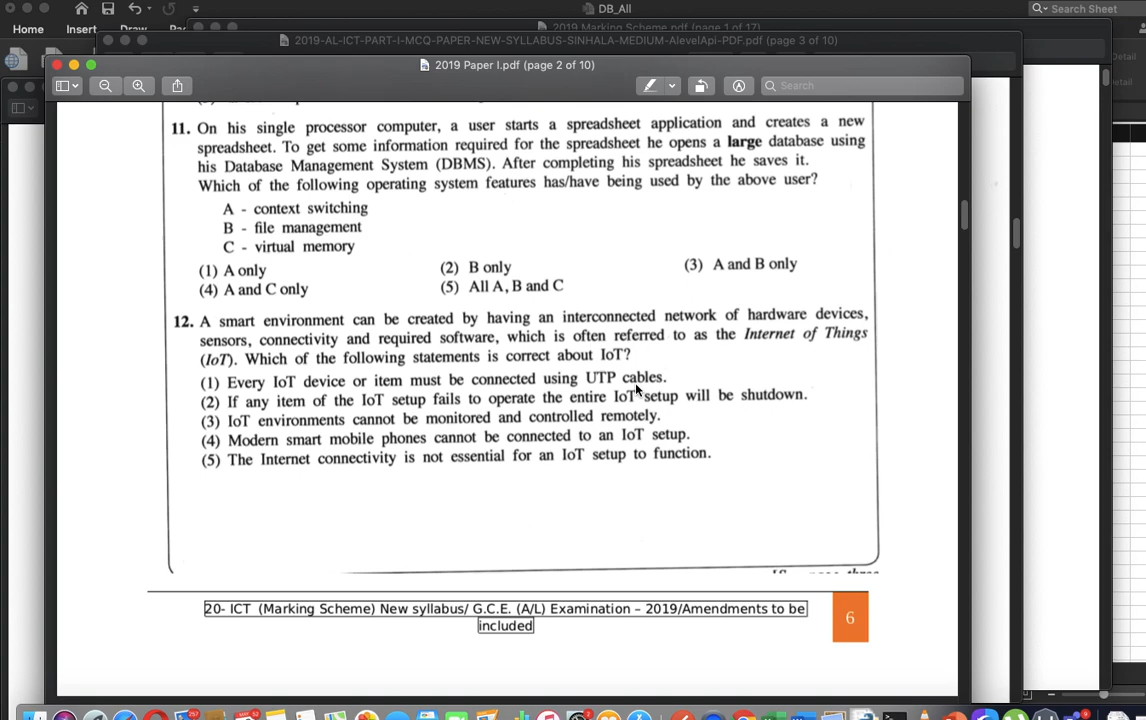 DB_All
Search Sheet
Home Insert Draw
2019 Marking Scheme.pdf (page 1 of 17)
2019-AL-ICT-PART-I-MCQ-PAPER-NEW-SYLLABUS-SINHALA-MEDIUM-AlevelApi-PDF.pdf (page 3 of 10)
2019 Paper I.pdf (page 2 of 10)
Search
11. On his single processor computer, a user starts a spreadsheet application and creates a new
spreadsheet. To get some information required for the spreadsheet he opens a large database using
his Database Management System (DBMS). After completing his spreadsheet he saves it.
Which of the following operating system features has/have being used by the above user?
A - context switching
B - file management
C - virtual memory
(1) A only (2) B only (3) A and B only
(4) A and C only (5) All A, B and C
12. A smart environment can be created by having an interconnected network of hardware devices,
sensors, connectivity and required software, which is often referred to as the Internet of Things
(IoT). Which of the following statements is correct about IoT?
(1) Every IoT device or item must be connected using UTP cables.
(2) If any item of the IoT setup fails to operate the entire IoT setup will be shutdown.
(3) IoT environments cannot be monitored and controlled remotely.
(4) Modern smart mobile phones cannot be connected to an IoT setup.
(5) The Internet connectivity is not essential for an IoT setup to function.
20- ICT (Marking Scheme) New syllabus/ G.C.E. (A/L) Examination – 2019/Amendments to be
included
6